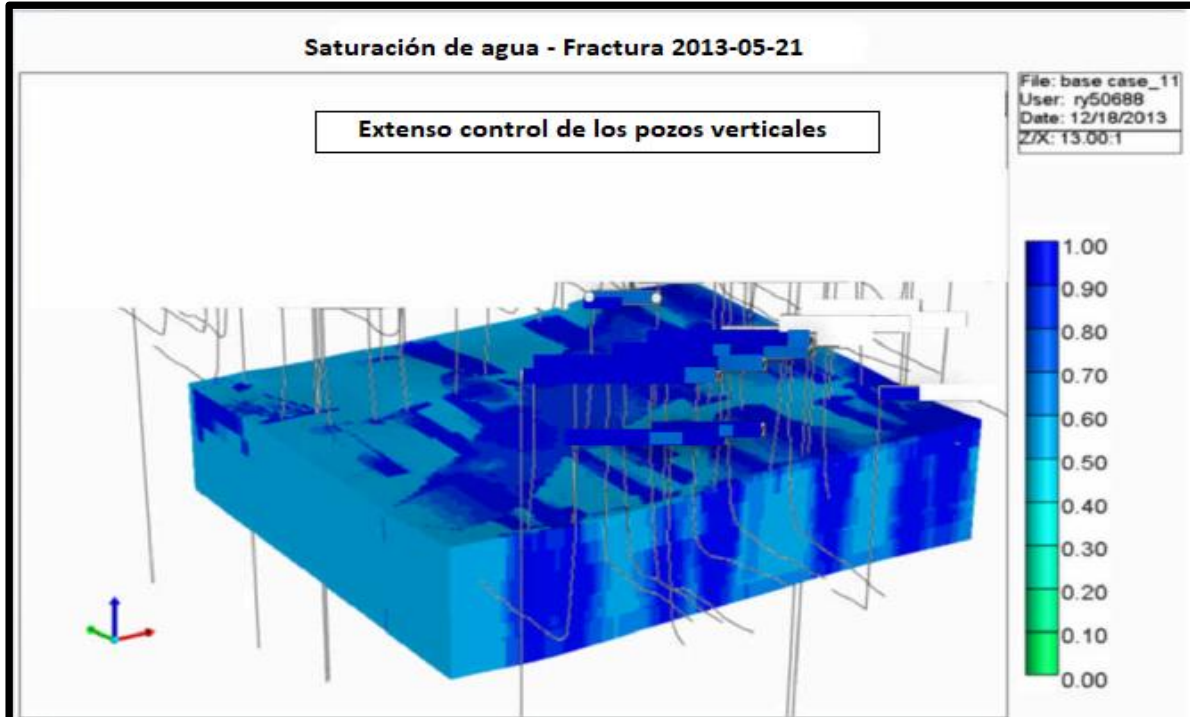 Saturación de agua - Fractura 2013-05-21
File: base case_11
User: ry50688
Date: 12/18/2013
Z/X: 13.00:1
Extenso control de los pozos verticales
1.00
0.90
0.80
0.70
0.60
0.50
0.40
0.30
0.20
0.10
0.00